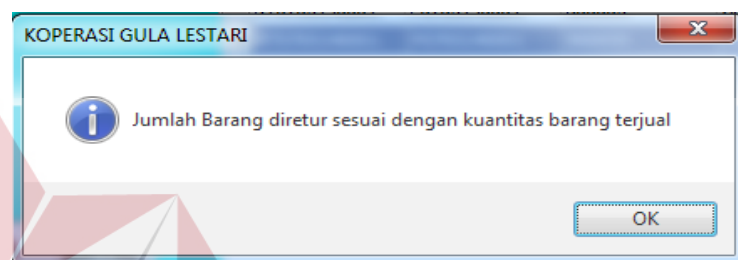 KOPERASI GULA LESTARI
Jumlah Barang diretur sesuai dengan kuantitas barang terjual
OK